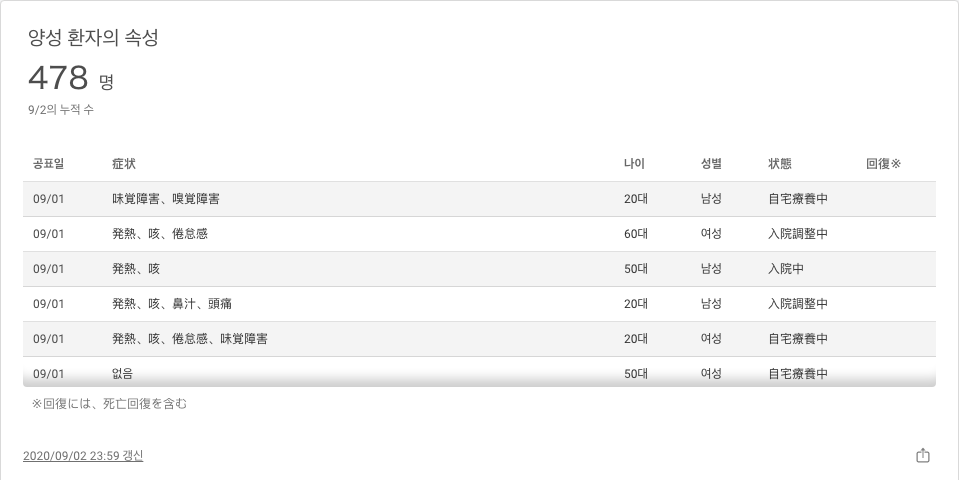 양성 환자의 속성
478 명
9/2의 누적 수
공표일 症状 나이 성별 状態 回復※
09/01 味覚障害、嗅覚障害 20대 남성 自宅療養中
09/01 発熱、咳、倦怠感 60대 여성 入院調整中
09/01 発熱、咳 50대 남성 入院中
09/01 発熱、咳、鼻汁、頭痛 20대 남성 入院調整中
09/01 発熱、咳、倦怠感、味覚障害 20대 여성 自宅療養中
09/01 없음 50대 여성 自宅療養中
※回復には、死亡回復を含む
2020/09/02 23:59 갱신